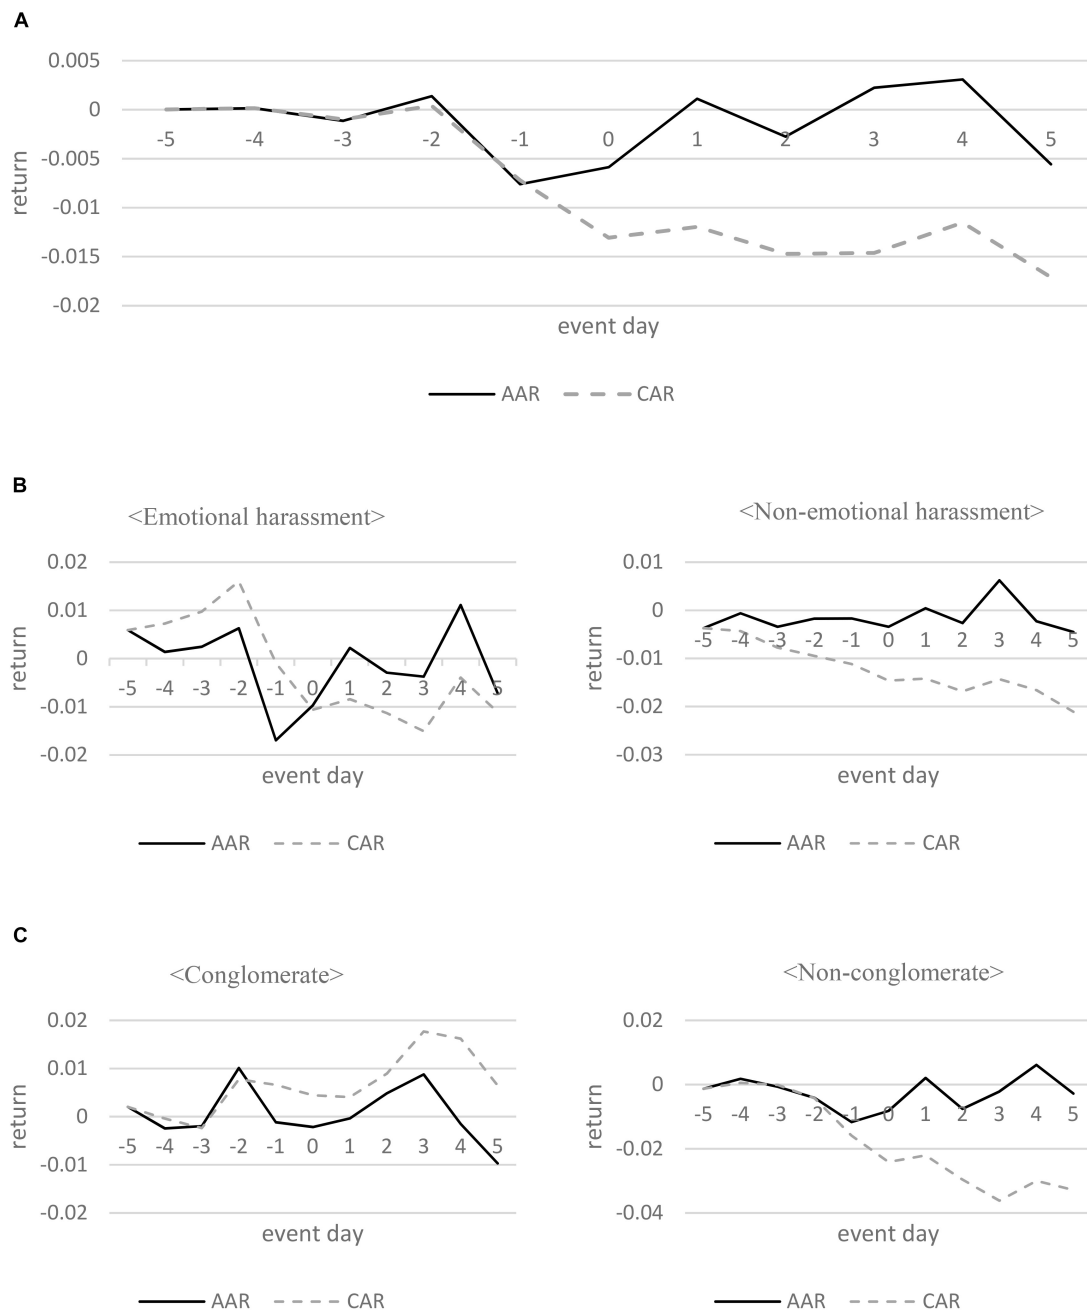 A
0.005
0
-0.005
-0.01
-0.015
-0.02
return
-5 -4 -3 -2 -1 0 1 2 3 4 5
event day
AAR CAR
B
<Emotional harassment>
0.02
0.01
0
-0.01
-0.02
return
-5 -4 -3 -2 -1 0 1 2 3 4 5
event day
AAR CAR
<Non-emotional harassment>
0.01
0
-0.01
-0.02
-0.03
return
-5 -4 -3 -2 -1 0 1 2 3 4 5
event day
AAR CAR
C
<Conglomerate>
0.02
0.01
0
-0.01
-0.02
return
-5 -4 -3 -2 -1 0 1 2 3 4 5
event day
AAR CAR
<Non-conglomerate>
0.02
0
-0.02
-0.04
return
-5 -4 -3 -2 -1 0 1 2 3 4 5
event day
AAR CAR